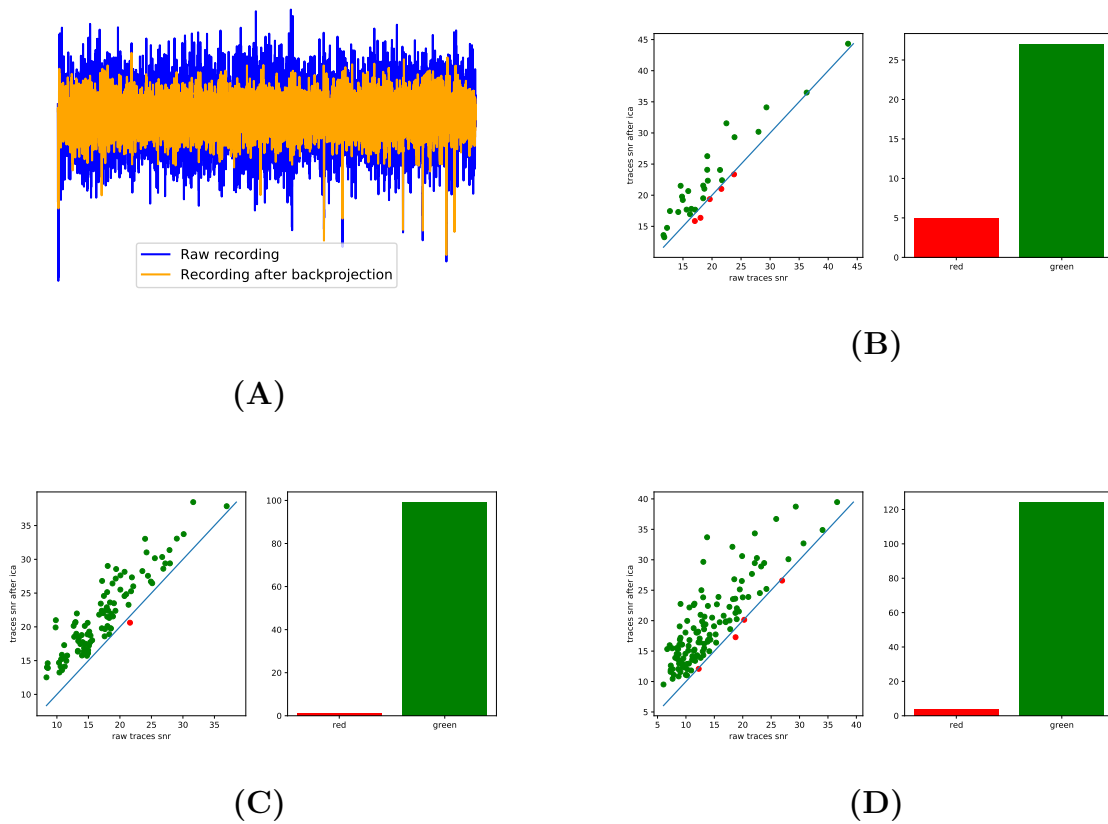 Raw recording
Recording after backprojection
(A)
45
40
35
30
25
20
15
traces snr after ica
15 20 25 30 35 40 45
raw traces snr
25
20
15
10
5
0
red green
(B)
35
30
25
20
15
10
traces snr after ica
10 15 20 25 30 35
raw traces snr
100
80
60
40
20
0
red green
(C)
40
35
30
25
20
15
10
5
traces snr after ica
5 10 15 20 25 30 35 40
raw traces snr
120
100
80
60
40
20
0
red green
(D)